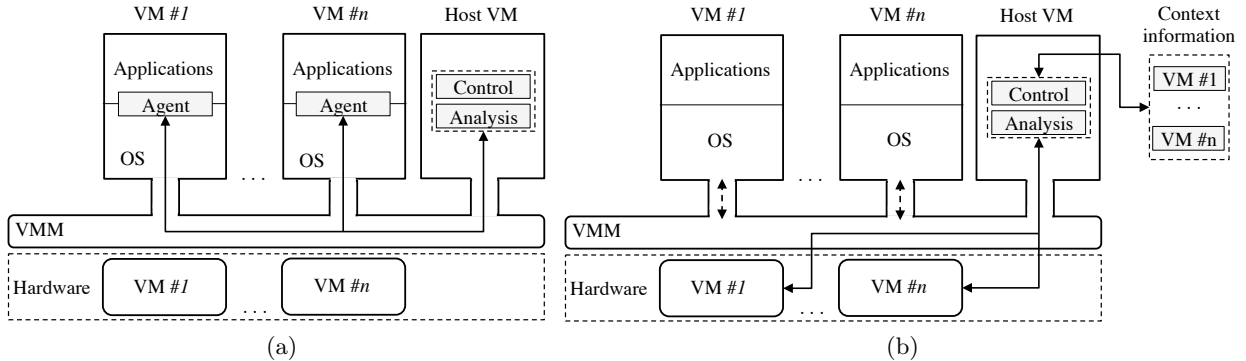 VM #1
VM #n
Host VM
Applications
Applications
Control
Agent
Agent
Analysis
OS
. . .
OS
VMM
Hardware
VM #1
VM #n
. . .
(a)
VM #1
VM #n
Host VM
Context
information
Applications
Applications
VM #1
Control
. . .
Analysis
VM #n
OS
OS
. . .
VMM
Hardware
VM #1
VM #n
. . .
(b)